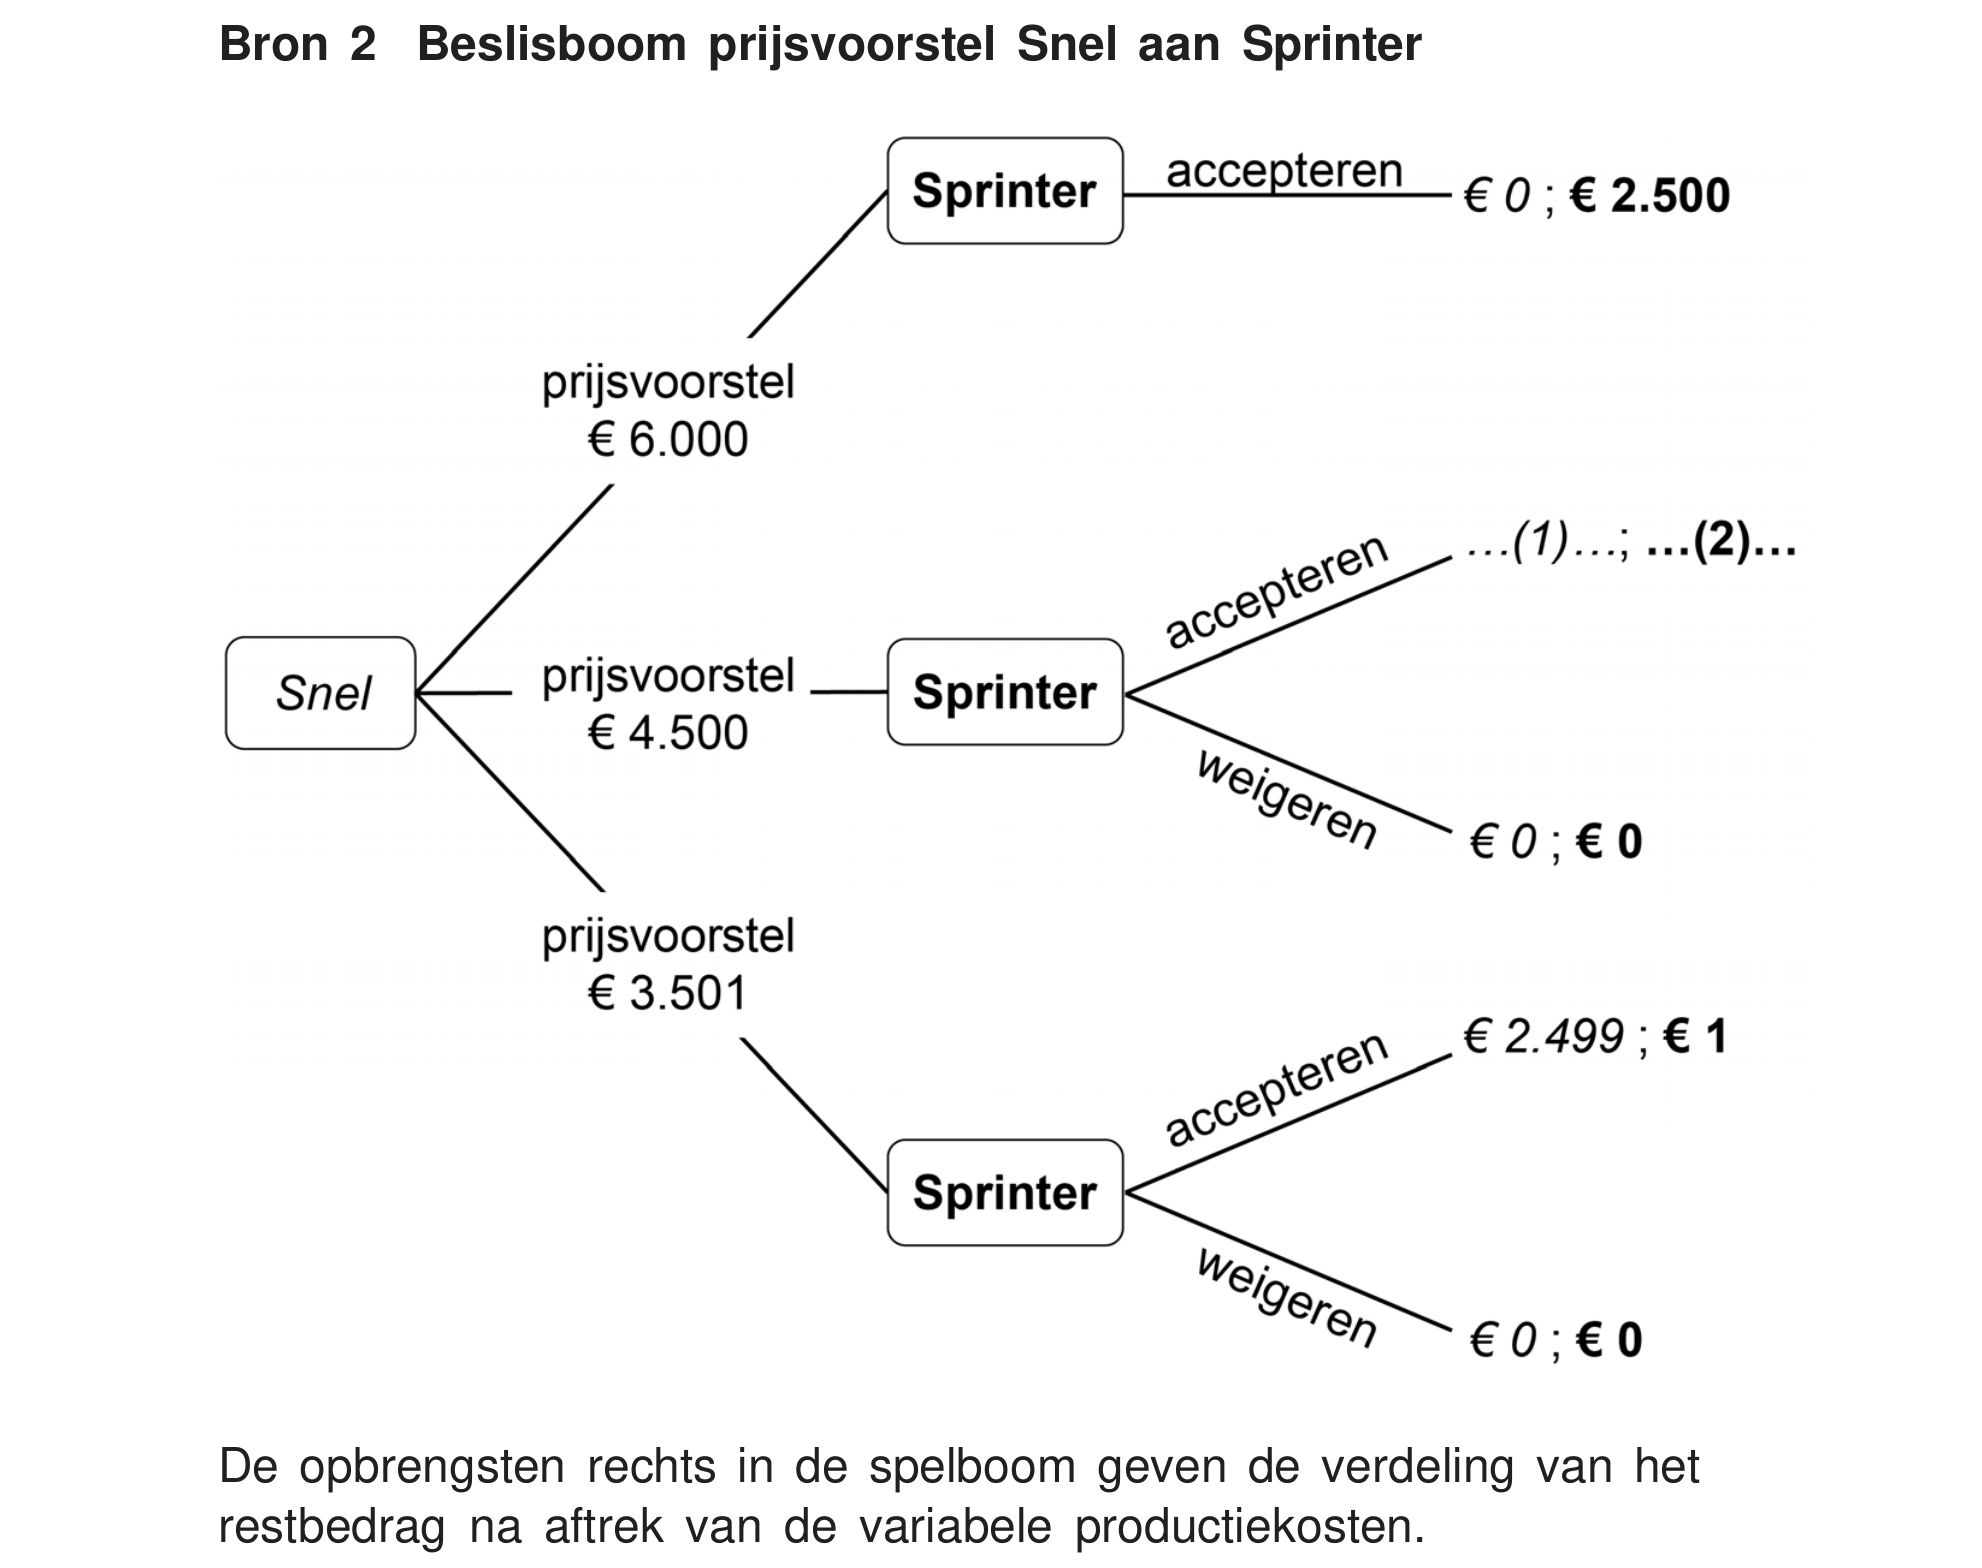 Bron 2 Beslisboom prijsvoorstel Snel aan Sprinter
Sprinter
accepteren
€ 0 ; € 2.500
prijsvoorstel
€ 6.000
Snel
prijsvoorstel
€ 4.500
Sprinter
accepteren
...(1)...; ...(2)...
weigeren
€ 0 ; € 0
prijsvoorstel
€ 3.501
Sprinter
accepteren
€ 2.499 ; € 1
weigeren
€ 0 ; € 0
De opbrengsten rechts in de spelboom geven de verdeling van het
restbedrag na aftrek van de variabele productiekosten.